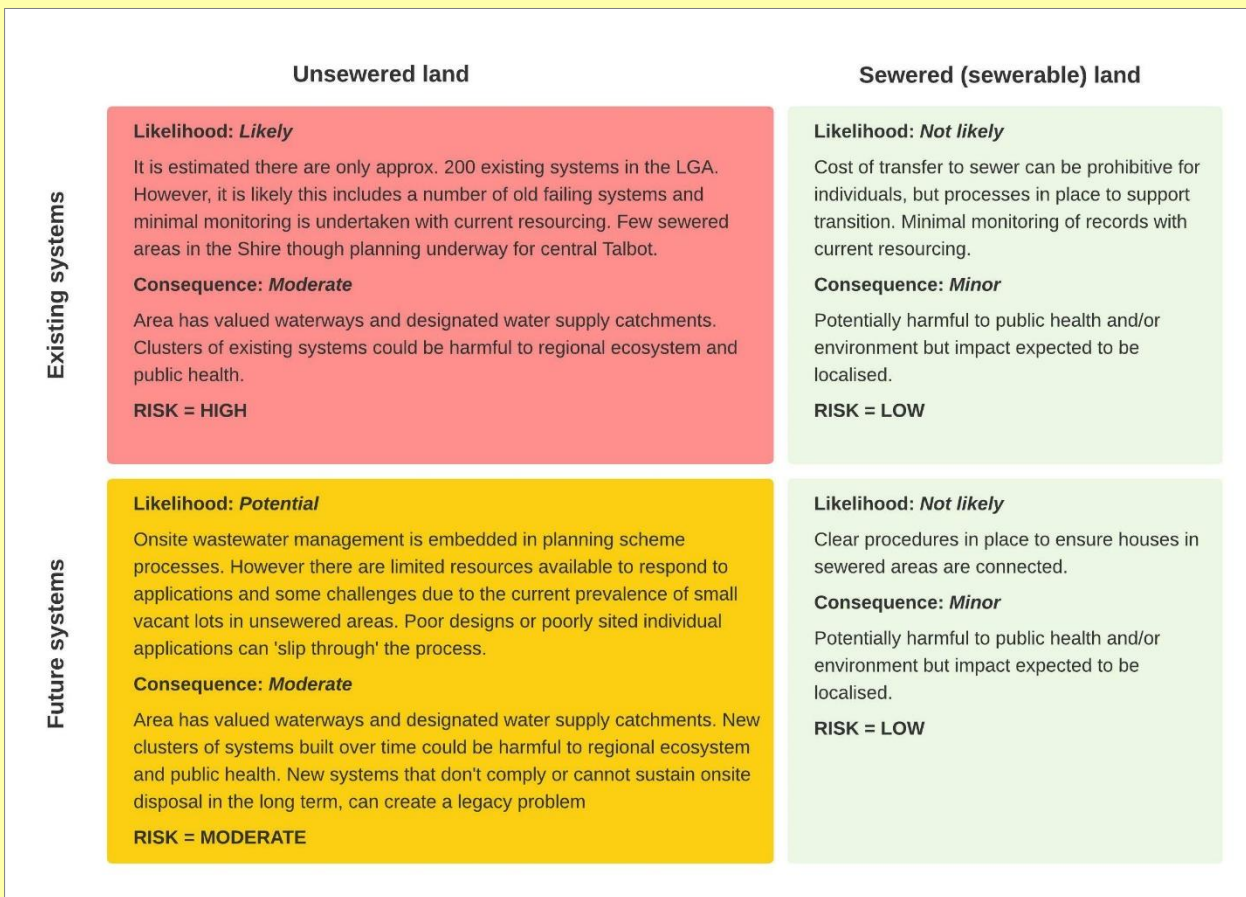 Unsewered land
Sewered (sewerable) land
Existing systems
Likelihood: Likely
It is estimated there are only approx. 200 existing systems in the LGA.
However, it is likely this includes a number of old failing systems and
minimal monitoring is undertaken with current resourcing. Few sewered
areas in the Shire though planning underway for central Talbot.
Consequence: Moderate
Area has valued waterways and designated water supply catchments.
Clusters of existing systems could be harmful to regional ecosystem and
public health.
RISK = HIGH
Likelihood: Not likely
Cost of transfer to sewer can be prohibitive for
individuals, but processes in place to support
transition. Minimal monitoring of records with
current resourcing.
Consequence: Minor
Potentially harmful to public health and/or
environment but impact expected to be
localised.
RISK = LOW
Future systems
Likelihood: Potential
Onsite wastewater management is embedded in planning scheme
processes. However there are limited resources available to respond to
applications and some challenges due to the current prevalence of small
vacant lots in unsewered areas. Poor designs or poorly sited individual
applications can 'slip through' the process.
Consequence: Moderate
Area has valued waterways and designated water supply catchments. New
clusters of systems built over time could be harmful to regional ecosystem
and public health. New systems that don't comply or cannot sustain onsite
disposal in the long term, can create a legacy problem
RISK = MODERATE
Likelihood: Not likely
Clear procedures in place to ensure houses in
sewered areas are connected.
Consequence: Minor
Potentially harmful to public health and/or
environment but impact expected to be
localised.
RISK = LOW